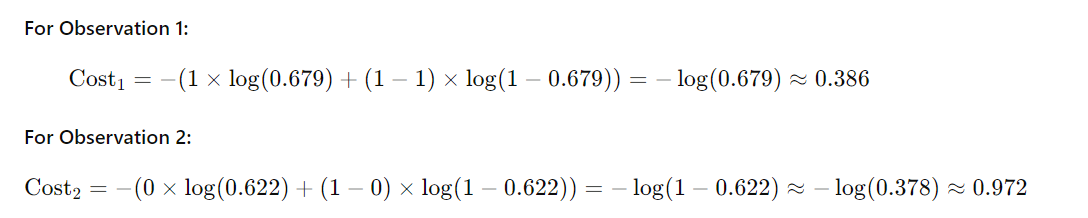 For Observation 1:
Cost₁ = −(1 × log(0.679) + (1 − 1) × log(1 − 0.679)) = − log(0.679) ≈ 0.386
For Observation 2:
Cost₂ = −(0 × log(0.622) + (1 − 0) × log(1 − 0.622)) = − log(1 − 0.622) ≈ − log(0.378) ≈ 0.972